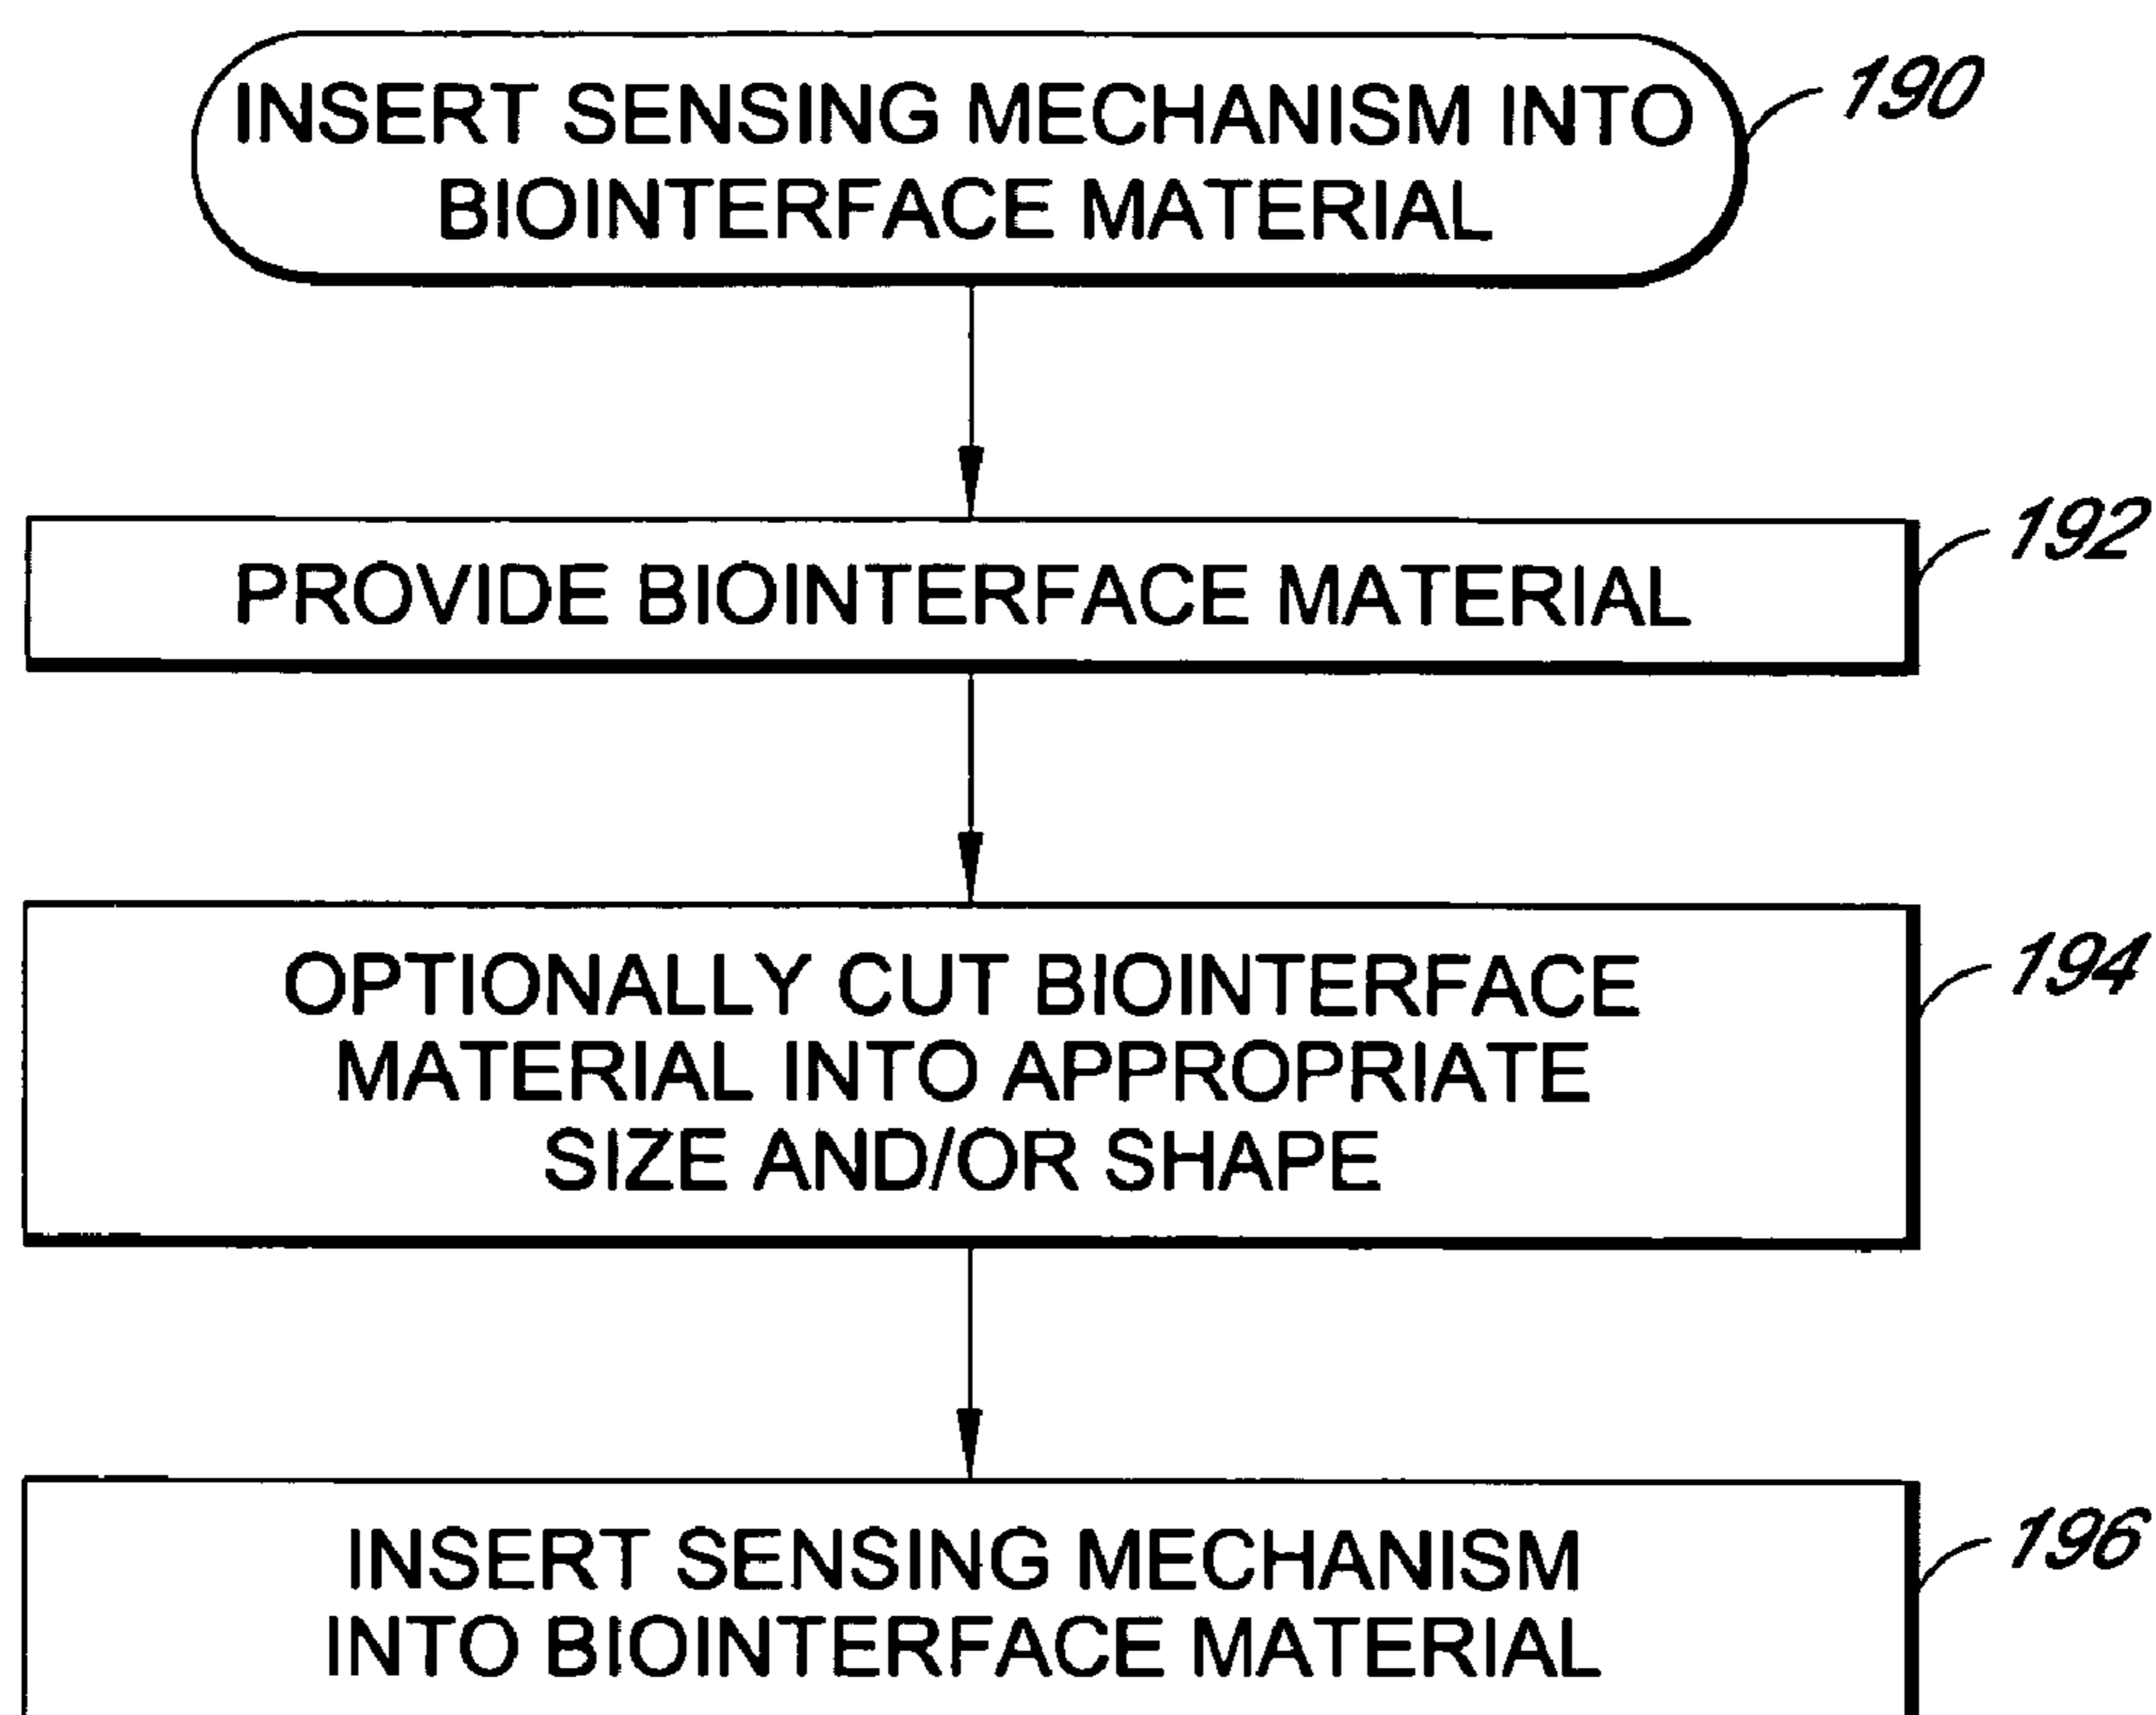 INSERT SENSING MECHANISM INTO
BIOINTERFACE MATERIAL
190
PROVIDE BIOINTERFACE MATERIAL
192
OPTIONALLY CUT BIOINTERFACE
MATERIAL INTO APPROPRIATE
SIZE AND/OR SHAPE
194
INSERT SENSING MECHANISM
INTO BIOINTERFACE MATERIAL
196